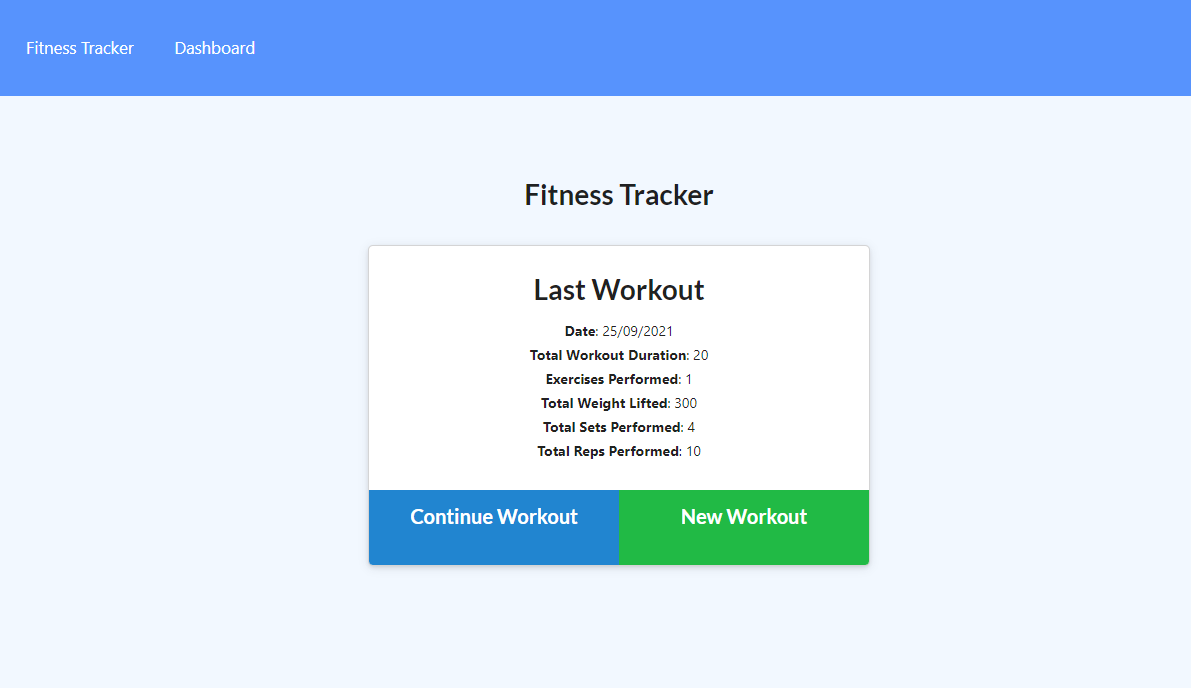 Fitness Tracker Dashboard
Fitness Tracker
Last Workout
Date: 25/09/2021
Total Workout Duration: 20
Exercises Performed: 1
Total Weight Lifted: 300
Total Sets Performed: 4
Total Reps Performed: 10
Continue Workout New Workout